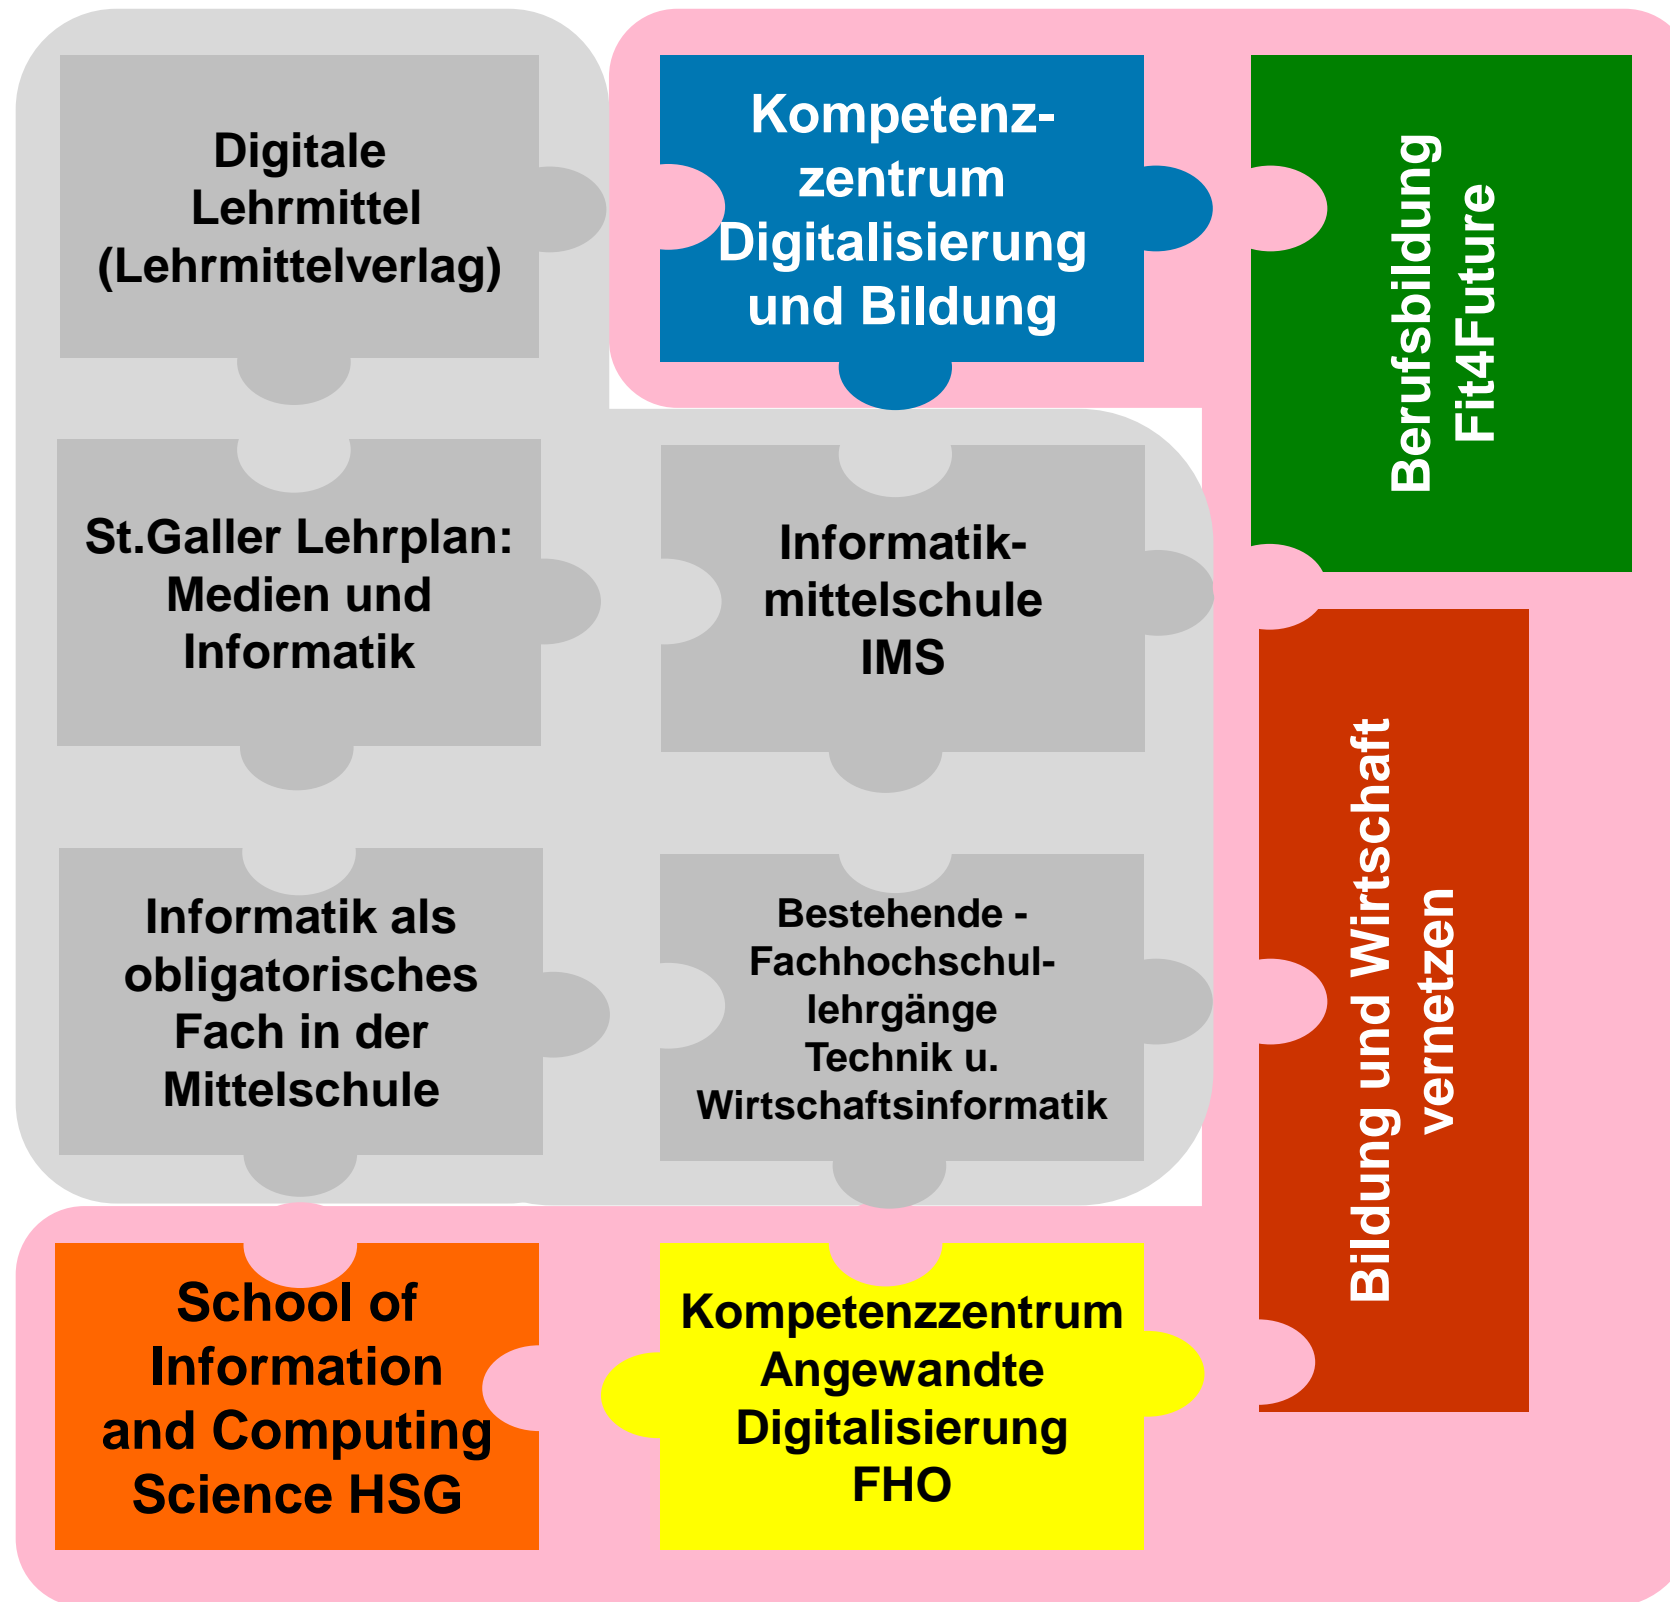 Digitale
Lehrmittel
(Lehrmittelverlag)
Kompetenz-
zentrum
Digitalisierung
und Bildung
Berufsbildung
Fit4Future
St.Galler Lehrplan:
Medien und
Informatik
Informatik-
mittelschule
IMS
Bildung und Wirtschaft
vernetzen
Informatik als
obligatorisches
Fach in der
Mittelschule
Bestehende -
Fachhochschul-
lehrgänge
Technik u.
Wirtschaftsinformatik
School of
Information
and Computing
Science HSG
Kompetenzzentrum
Angewandte
Digitalisierung
FHO